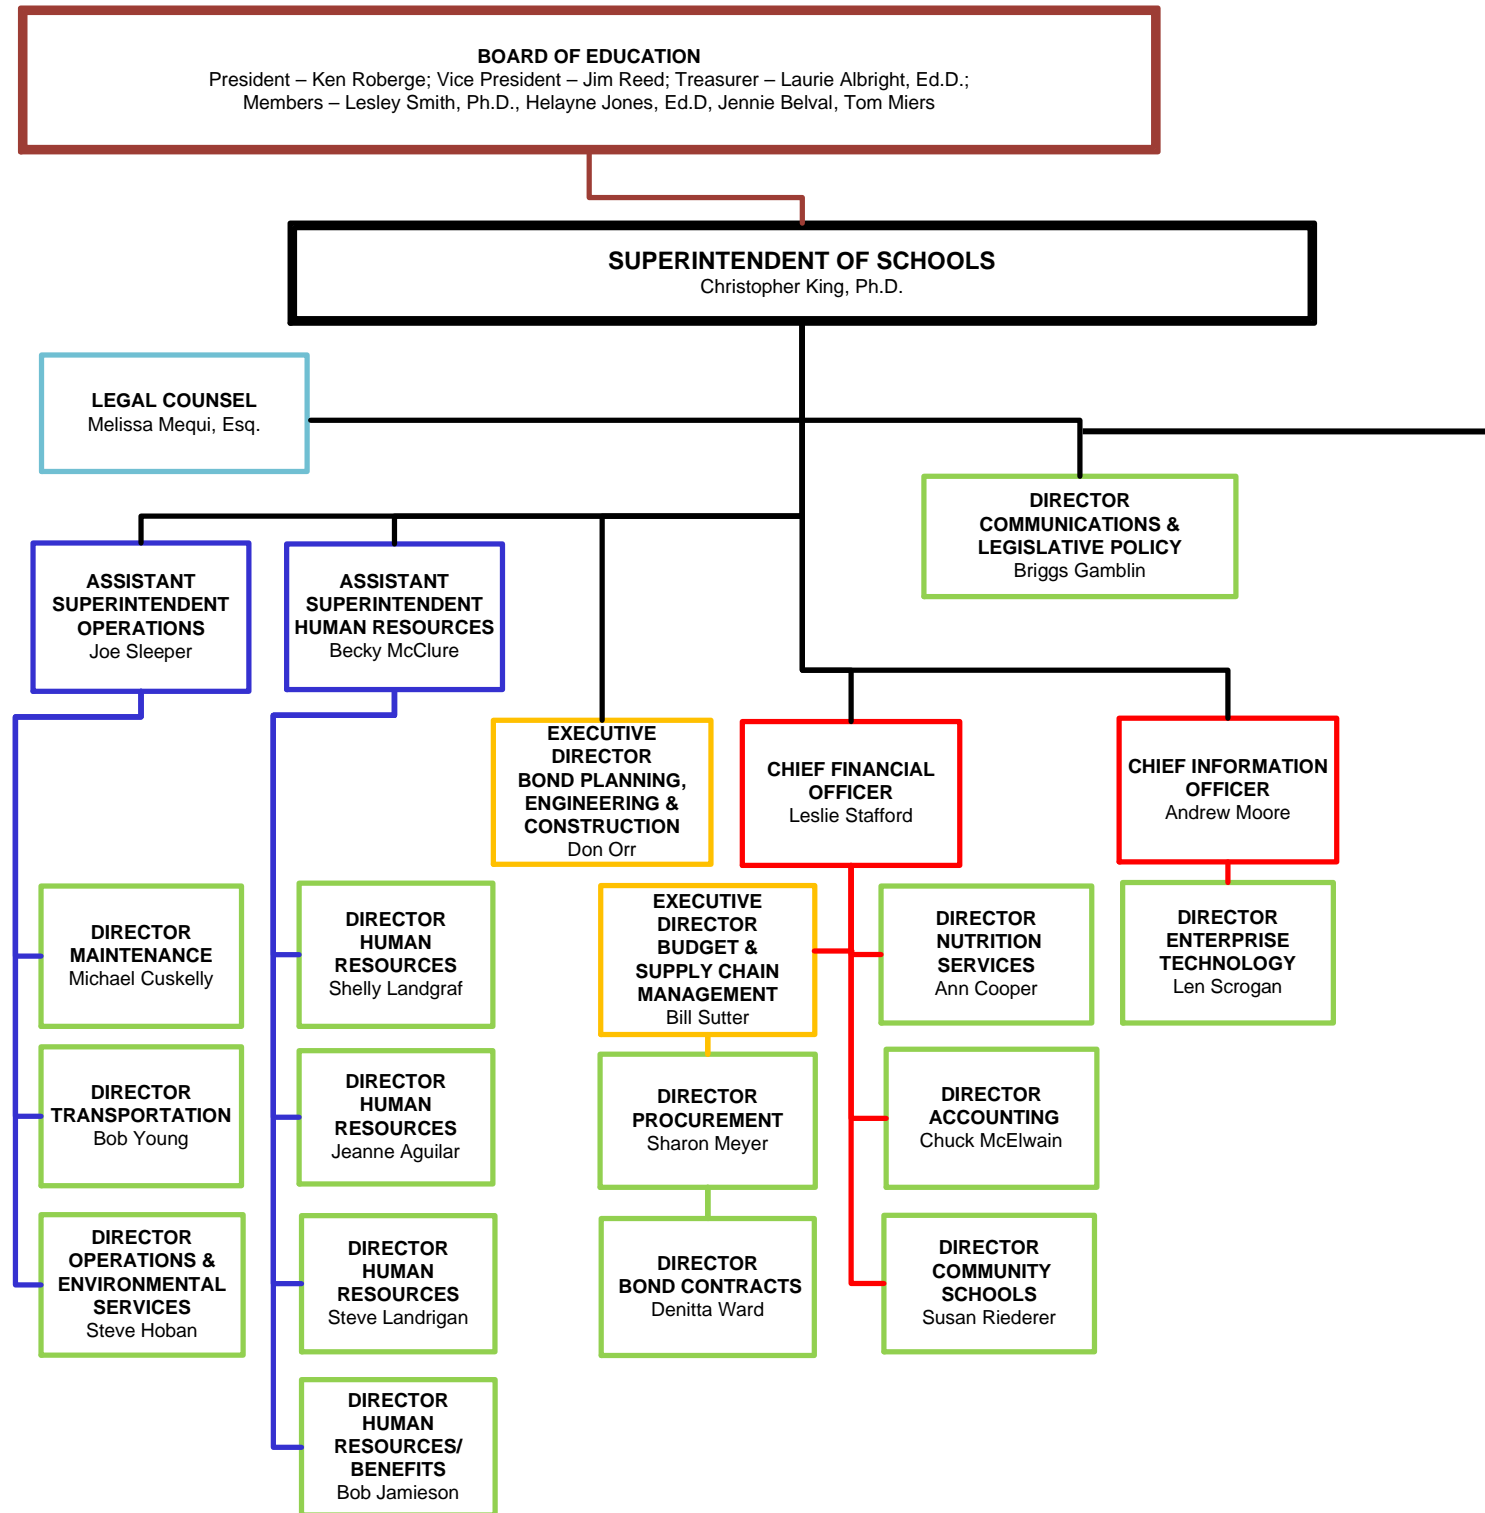 BOARD OF EDUCATION
President – Ken Roberge; Vice President – Jim Reed; Treasurer – Laurie Albright, Ed.D.;
Members – Lesley Smith, Ph.D., Helayne Jones, Ed.D, Jennie Belval, Tom Miers
SUPERINTENDENT OF SCHOOLS
Christopher King, Ph.D.
LEGAL COUNSEL
Melissa Mequi, Esq.
DIRECTOR
COMMUNICATIONS &
LEGISLATIVE POLICY
Briggs Gamblin
ASSISTANT
SUPERINTENDENT
OPERATIONS
Joe Sleeper
ASSISTANT
SUPERINTENDENT
HUMAN RESOURCES
Becky McClure
EXECUTIVE
DIRECTOR
BOND PLANNING,
ENGINEERING &
CONSTRUCTION
Don Orr
CHIEF FINANCIAL
OFFICER
Leslie Stafford
CHIEF INFORMATION
OFFICER
Andrew Moore
DIRECTOR
MAINTENANCE
Michael Cuskelly
DIRECTOR
HUMAN
RESOURCES
Shelly Landgraf
EXECUTIVE
DIRECTOR
BUDGET &
SUPPLY CHAIN
MANAGEMENT
Bill Sutter
DIRECTOR
NUTRITION
SERVICES
Ann Cooper
DIRECTOR
ENTERPRISE
TECHNOLOGY
Len Scrogan
DIRECTOR
TRANSPORTATION
Bob Young
DIRECTOR
HUMAN
RESOURCES
Jeanne Aguilar
DIRECTOR
PROCUREMENT
Sharon Meyer
DIRECTOR
ACCOUNTING
Chuck McElwain
DIRECTOR
OPERATIONS &
ENVIRONMENTAL
SERVICES
Steve Hoban
DIRECTOR
HUMAN
RESOURCES
Steve Landrigan
DIRECTOR
BOND CONTRACTS
Denitta Ward
DIRECTOR
COMMUNITY
SCHOOLS
Susan Riederer
DIRECTOR
HUMAN
RESOURCES/
BENEFITS
Bob Jamieson